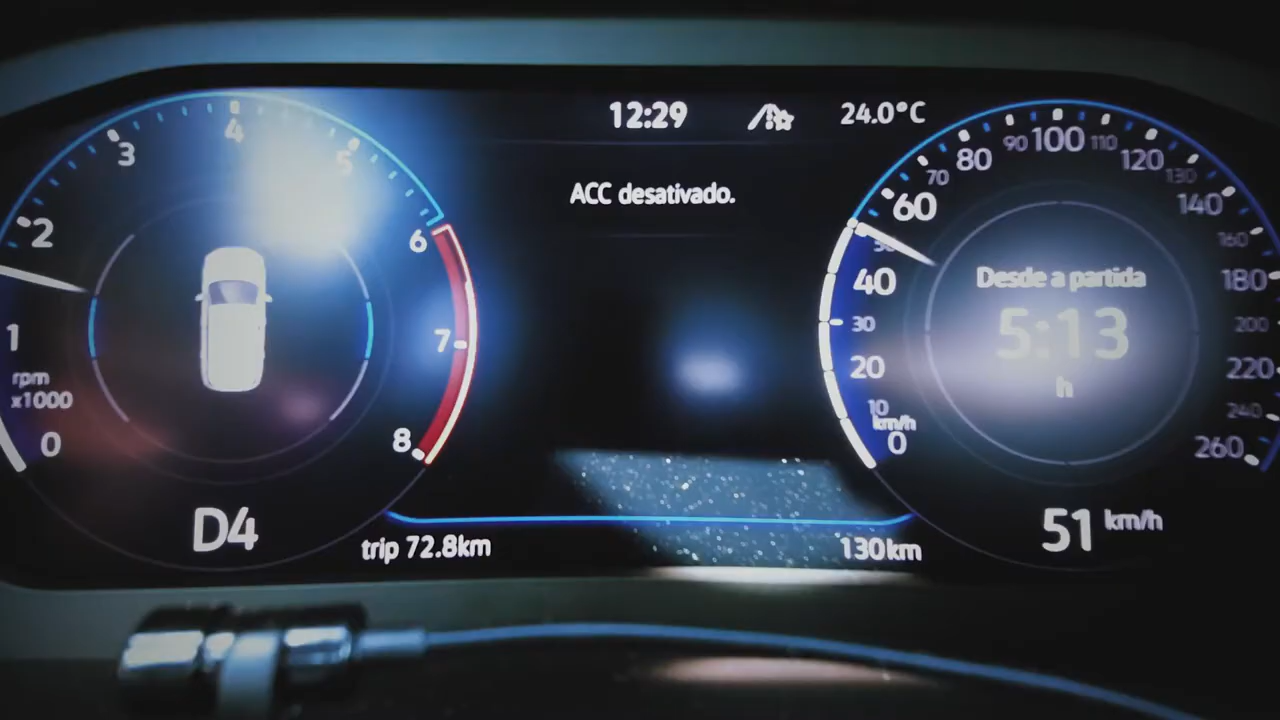 12:29
24.0°C
ACC desativado.
0
1
2
3
4
5
6
7
8
rpm
x1000
D4
trip 72.8km
130km
0
10
20
30
40
60
70
80
90
100
110
120
130
140
160
180
200
220
240
260
km/h
Desde a partida
5:13
h
51 km/h